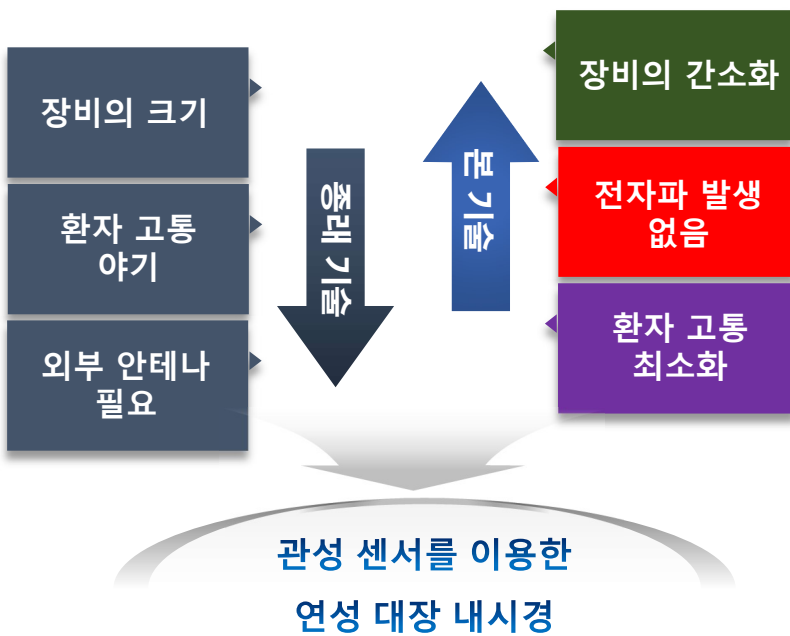 장비의 크기
환자 고통
야기
외부 안테나
필요
종래 기술
본 기술
장비의 간소화
전자파 발생
없음
환자 고통
최소화
관성 센서를 이용한
연성 대장 내시경